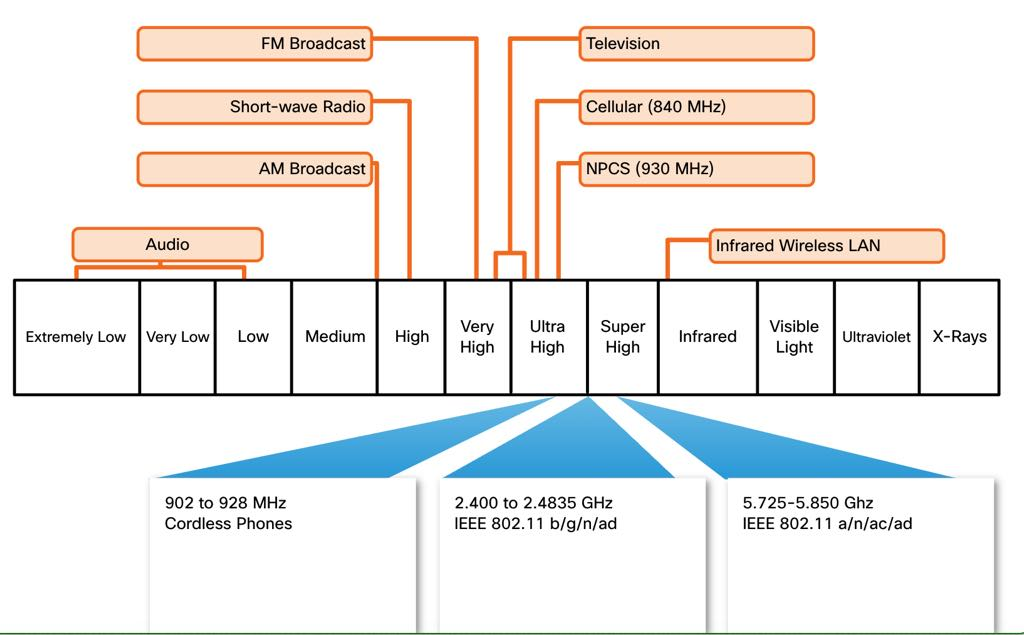 FM Broadcast
Television
Short-wave Radio
Cellular (840 MHz)
AM Broadcast
NPCS (930 MHz)
Audio
Infrared Wireless LAN
Extremely Low
Very Low
Low
Medium
High
Very
High
Ultra
High
Super
High
Infrared
Visible
Light
Ultraviolet
X-Rays
902 to 928 MHz
Cordless Phones
2.400 to 2.4835 GHz
IEEE 802.11 b/g/n/ad
5.725-5.850 Ghz
IEEE 802.11 a/n/ac/ad